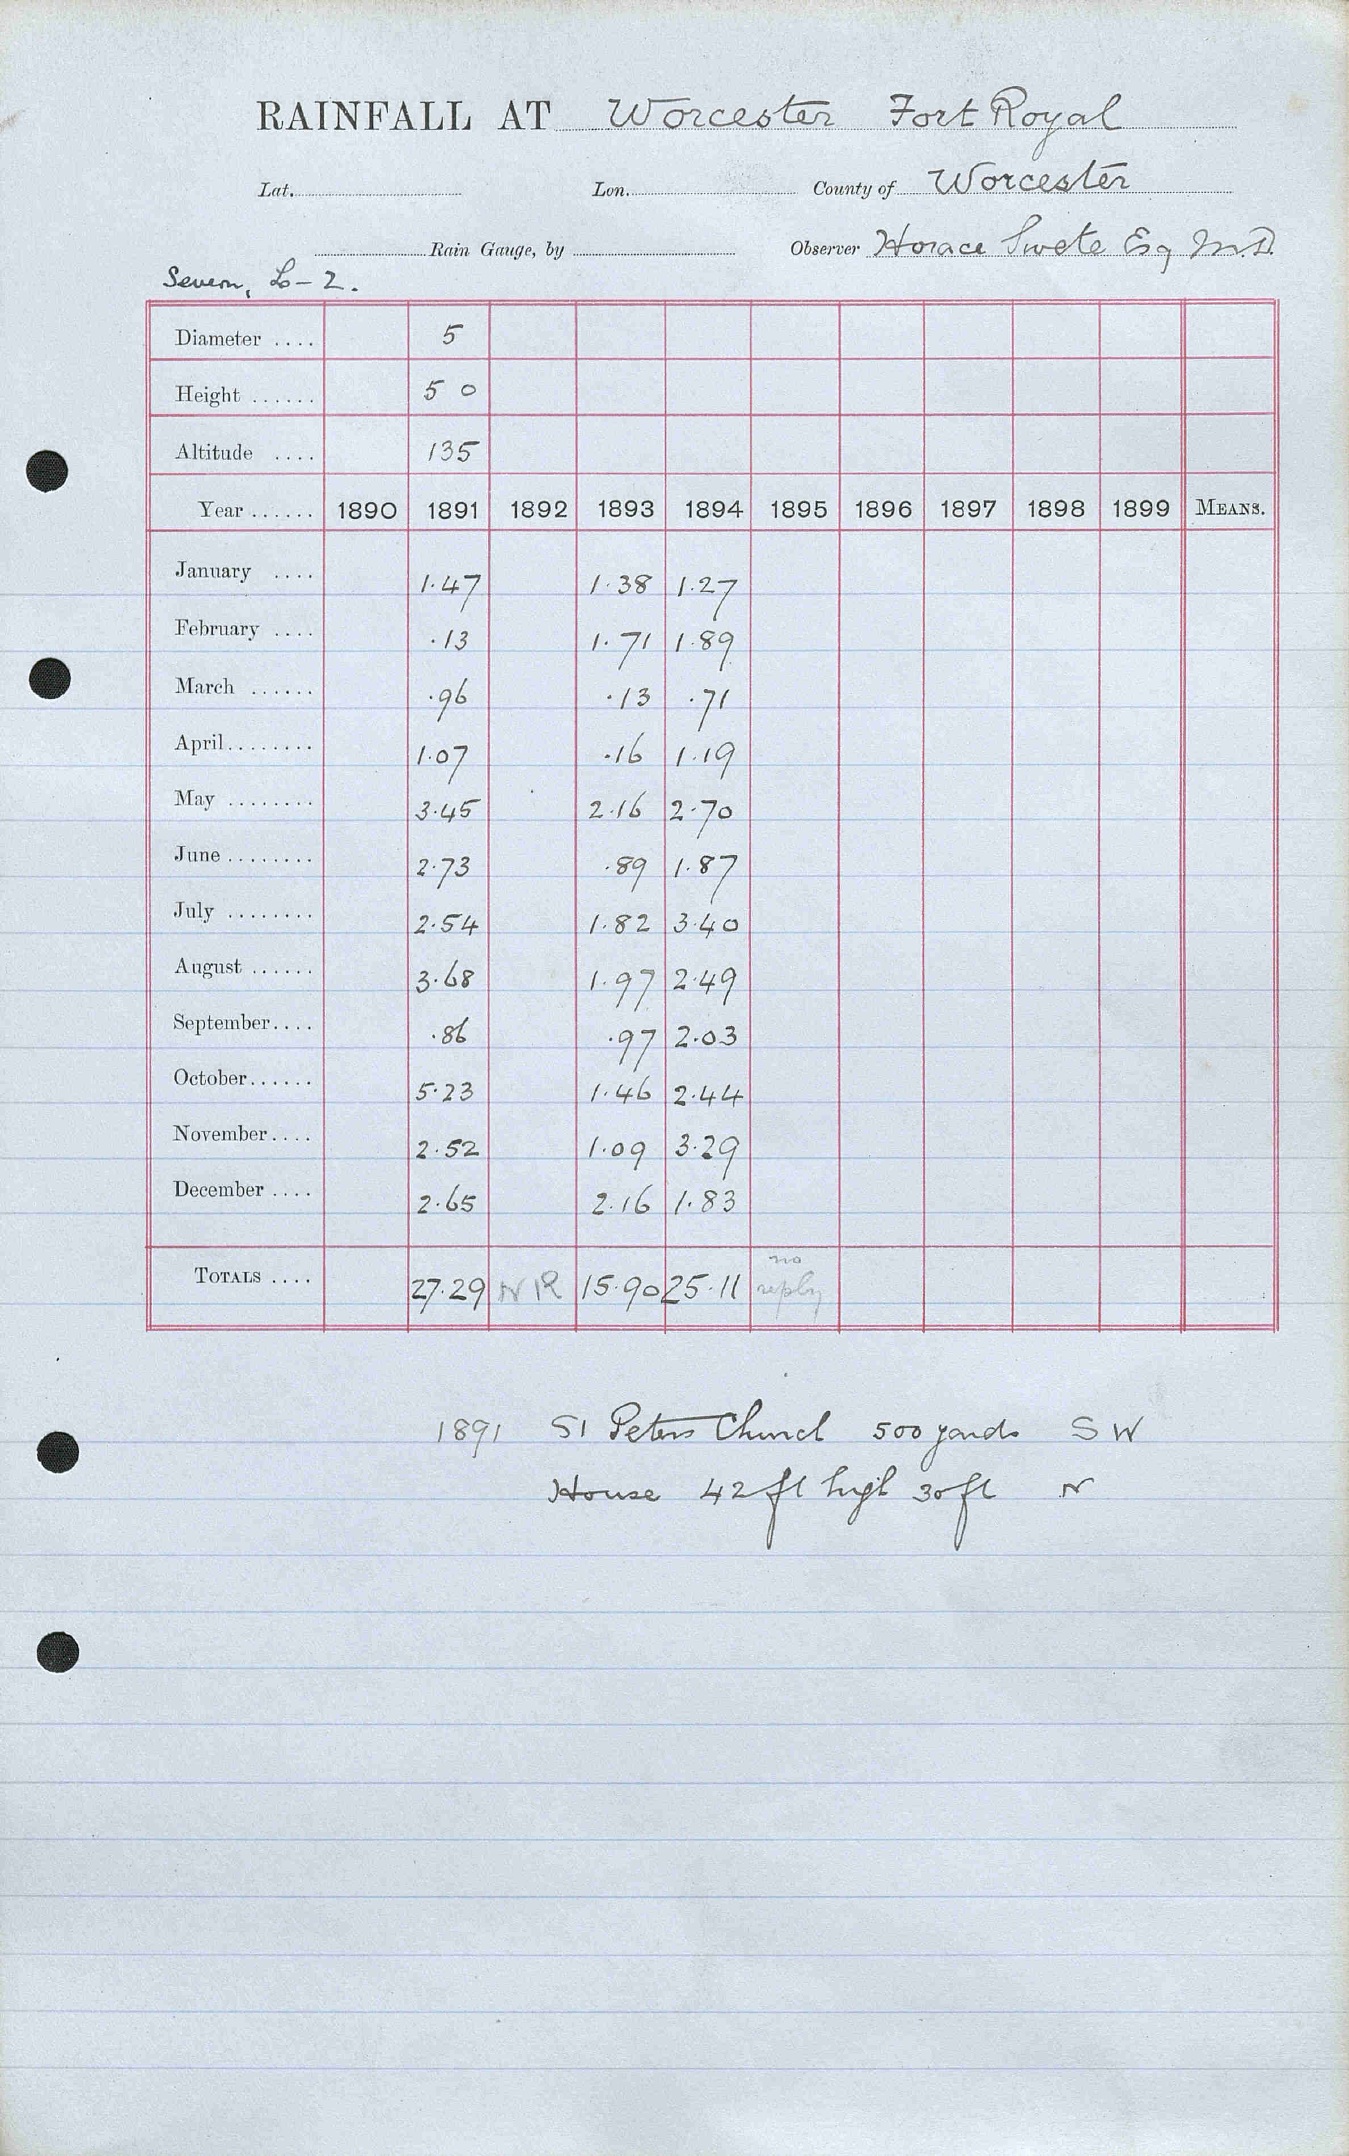 RAINFALL AT Worcester Fort Royal
Lat. Lon. County of Worcester
Rain Gauge, by Observer Horace Swete Esq M.D.
Severn, L-2.
Diameter .... 5
Height ...... 5 0
Altitude .... 135
Year ...... 1890 1891 1892 1893 1894 1895 1896 1897 1898 1899 MEANS.
January .... 1.47 1.38 1.27
February .... .13 1.71 1.89
March ...... .96 .13 .71
April........ 1.07 .16 1.19
May ........ 3.45 2.16 2.70
June ........ 2.73 .89 1.87
July ........ 2.54 1.82 3.40
August ...... 3.68 1.97 2.49
September.... .86 .97 2.03
October...... 5.23 1.46 2.44
November.... 2.52 1.09 3.29
December .... 2.65 2.16 1.83
TOTALS .... 27.29 N R 15.90 25.11 no reply
1891 St Peters Church 500 yards S W
House 42 ft high 30 ft N